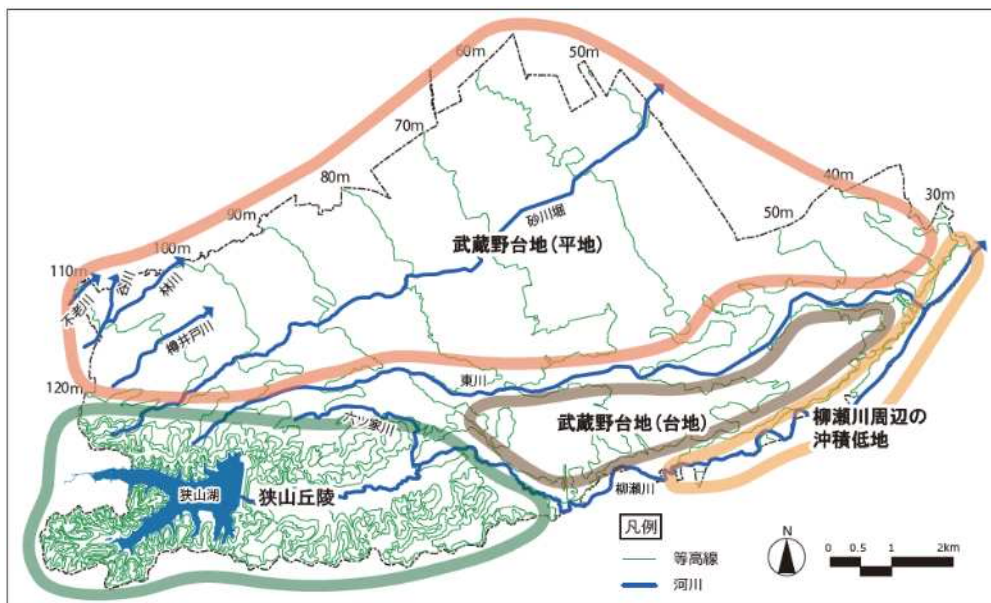 60m
50m
70m
80m
40m
90m
30m
50m
砂川堀
武蔵野台地(平地)
100m
110m
不老川
砂川
林川
樽井戸川
120m
東川
六ツ家川
武蔵野台地(台地)
柳瀬川周辺の
沖積低地
狭山湖
狭山丘陵
柳瀬川
凡例
等高線
河川
N
0 0.5 1 2km